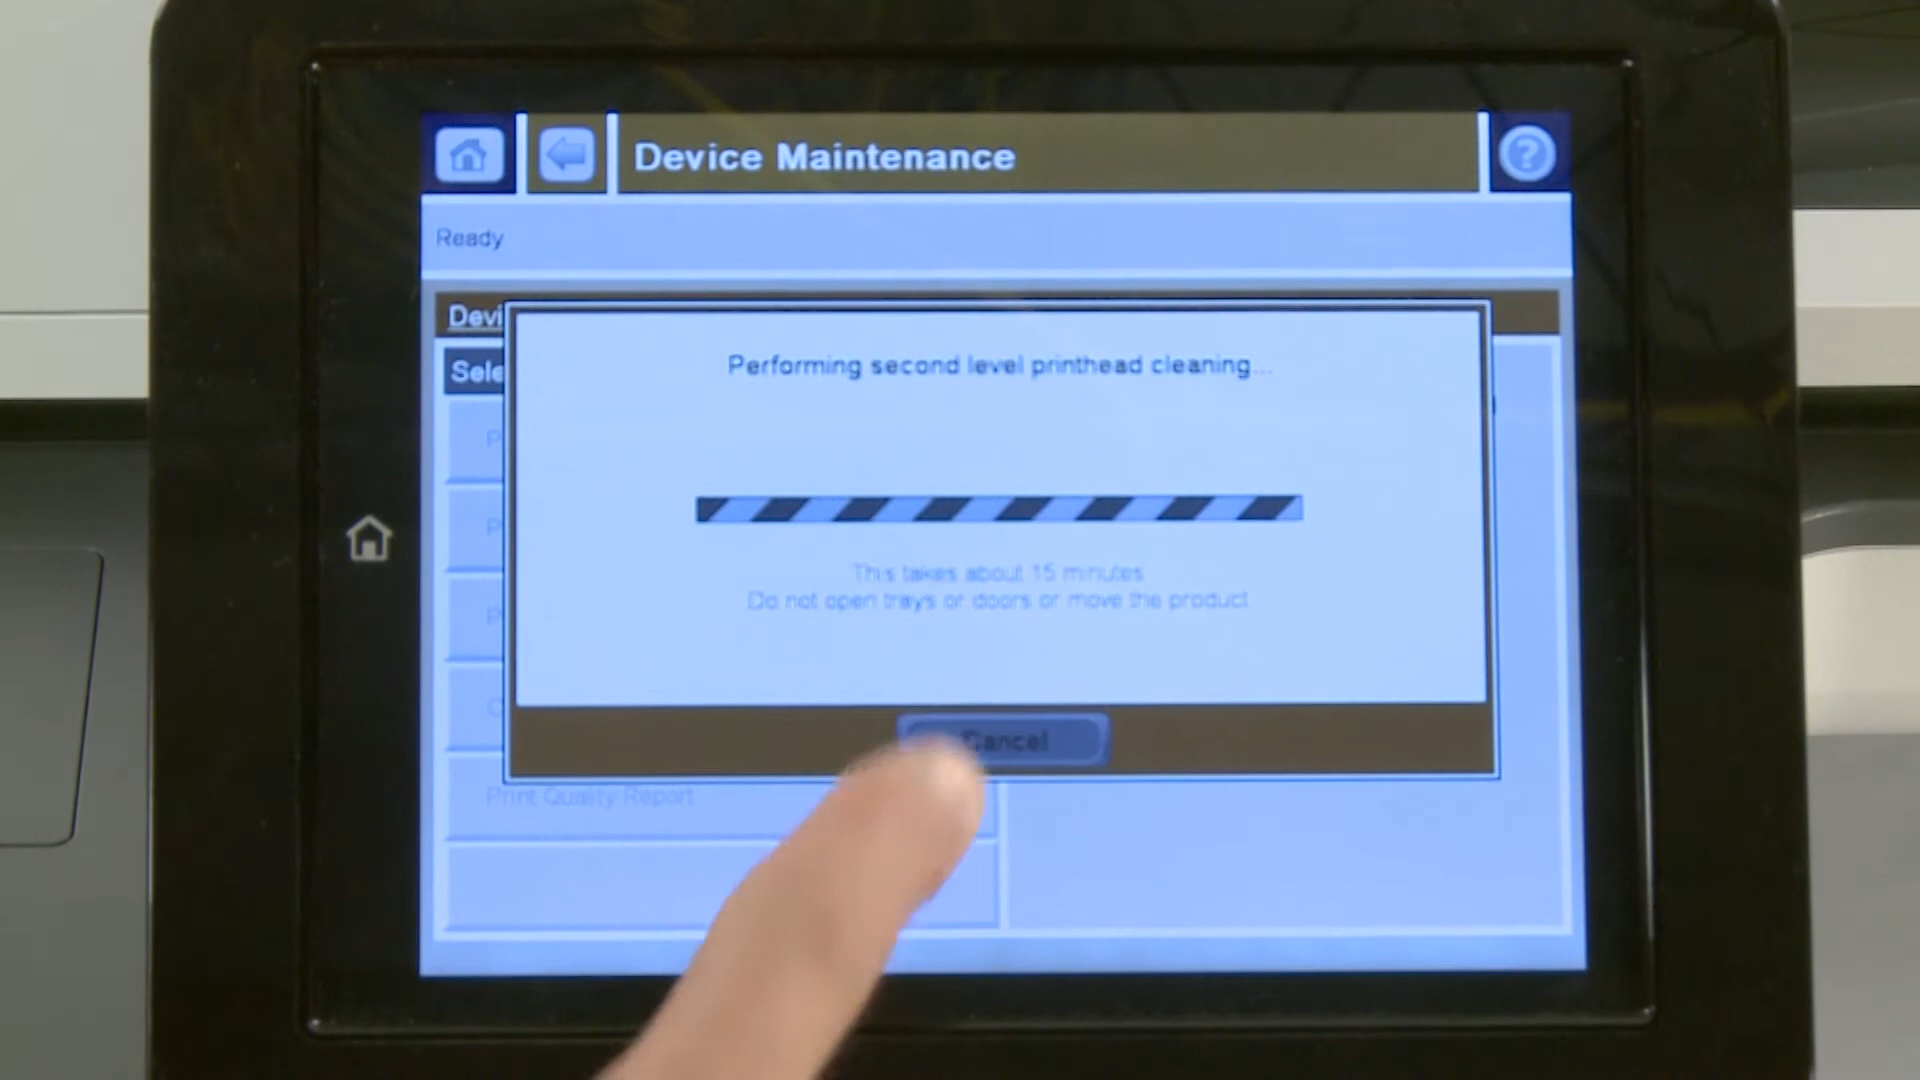 Device Maintenance
?
Ready
Devi
Sele
Performing second level printhead cleaning...
P
P
This takes about 15 minutes
Do not open trays or doors or move the product
P
C
Cancel
Print Quality Report